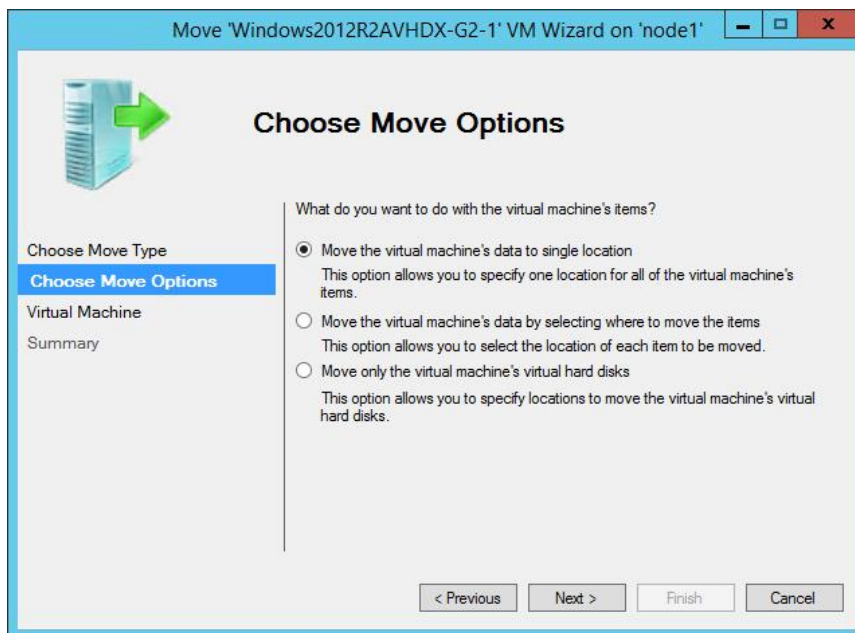 Move 'Windows2012R2AVHDX-G2-1' VM Wizard on 'node1'
Choose Move Options
What do you want to do with the virtual machine's items?
Choose Move Type
Choose Move Options
Virtual Machine
Summary
Move the virtual machine's data to single location
This option allows you to specify one location for all of the virtual machine's
items.
Move the virtual machine's data by selecting where to move the items
This option allows you to select the location of each item to be moved.
Move only the virtual machine's virtual hard disks
This option allows you to specify locations to move the virtual machine's virtual
hard disks.
< Previous
Next >
Finish
Cancel